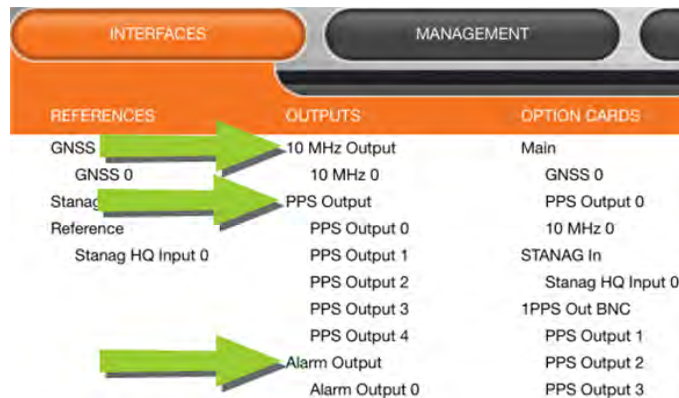 INTERFACES
MANAGEMENT
REFERENCES
GNSS
GNSS 0
Reference
Stanag HQ Input 0
OUTPUTS
10 MHz Output
10 MHz 0
PPS Output
PPS Output 0
PPS Output 1
PPS Output 2
PPS Output 3
PPS Output 4
Alarm Output
Alarm Output 0
OPTION CARDS
Main
GNSS 0
PPS Output 0
10 MHz 0
STANAG In
Stanag HQ Input 0
1PPS Out BNC
PPS Output 1
PPS Output 2
PPS Output 3